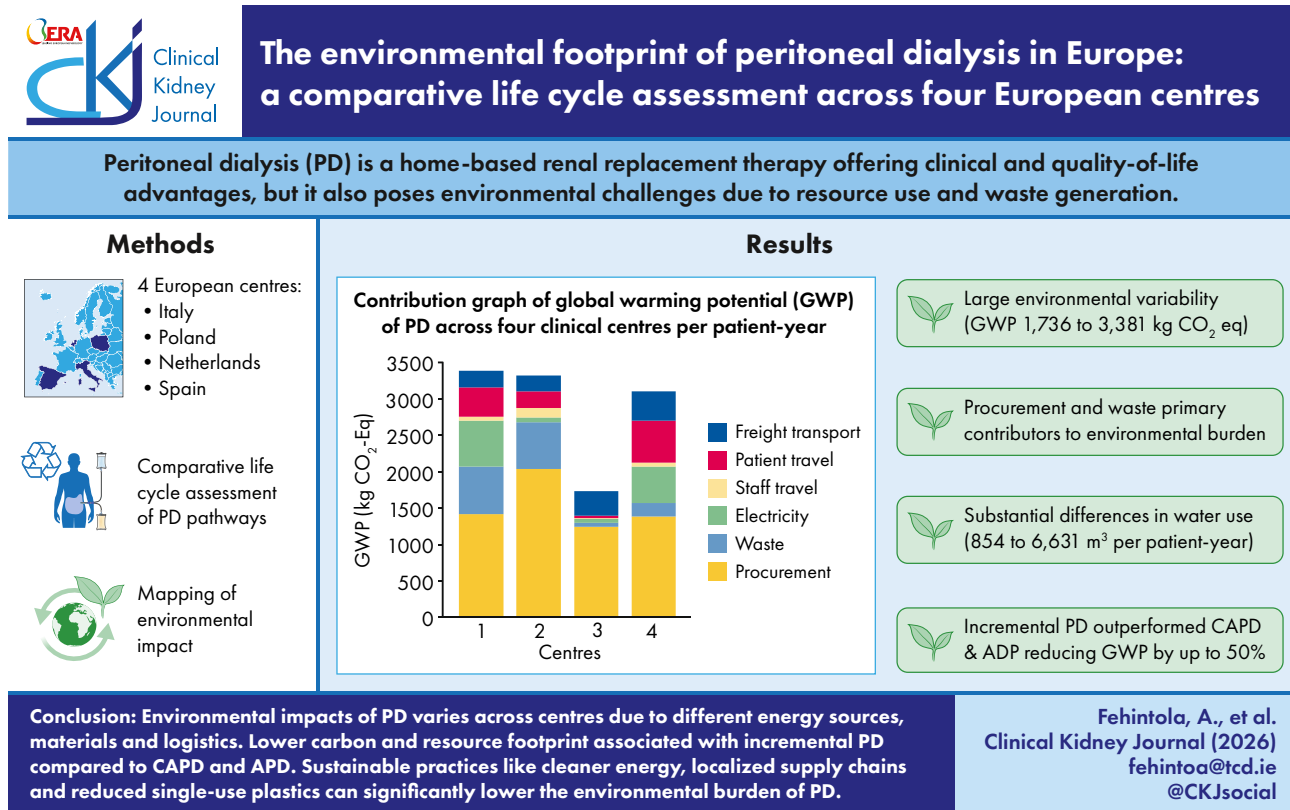 ERA
CKJ
Clinical
Kidney
Journal
The environmental footprint of peritoneal dialysis in Europe:
a comparative life cycle assessment across four European centres
Peritoneal dialysis (PD) is a home-based renal replacement therapy offering clinical and quality-of-life
advantages, but it also poses environmental challenges due to resource use and waste generation.
Methods
4 European centres:
• Italy
• Poland
• Netherlands
• Spain
Comparative life
cycle assessment
of PD pathways
Mapping of
environmental
impact
Results
Contribution graph of global warming potential (GWP)
of PD across four clinical centres per patient-year
GWP (kg CO₂-Eq)
3500
3000
2500
2000
1500
1000
500
0
1 2 3 4
Centres
Freight transport
Patient travel
Staff travel
Electricity
Waste
Procurement
Large environmental variability
(GWP 1,736 to 3,381 kg CO₂ eq)
Procurement and waste primary
contributors to environmental burden
Substantial differences in water use
(854 to 6,631 m³ per patient-year)
Incremental PD outperformed CAPD
& ADP reducing GWP by up to 50%
Conclusion: Environmental impacts of PD varies across centres due to different energy sources,
materials and logistics. Lower carbon and resource footprint associated with incremental PD
compared to CAPD and APD. Sustainable practices like cleaner energy, localized supply chains
and reduced single-use plastics can significantly lower the environmental burden of PD.
Fehintola, A., et al.
Clinical Kidney Journal (2026)
fehintoa@tcd.ie
@CKJsocial